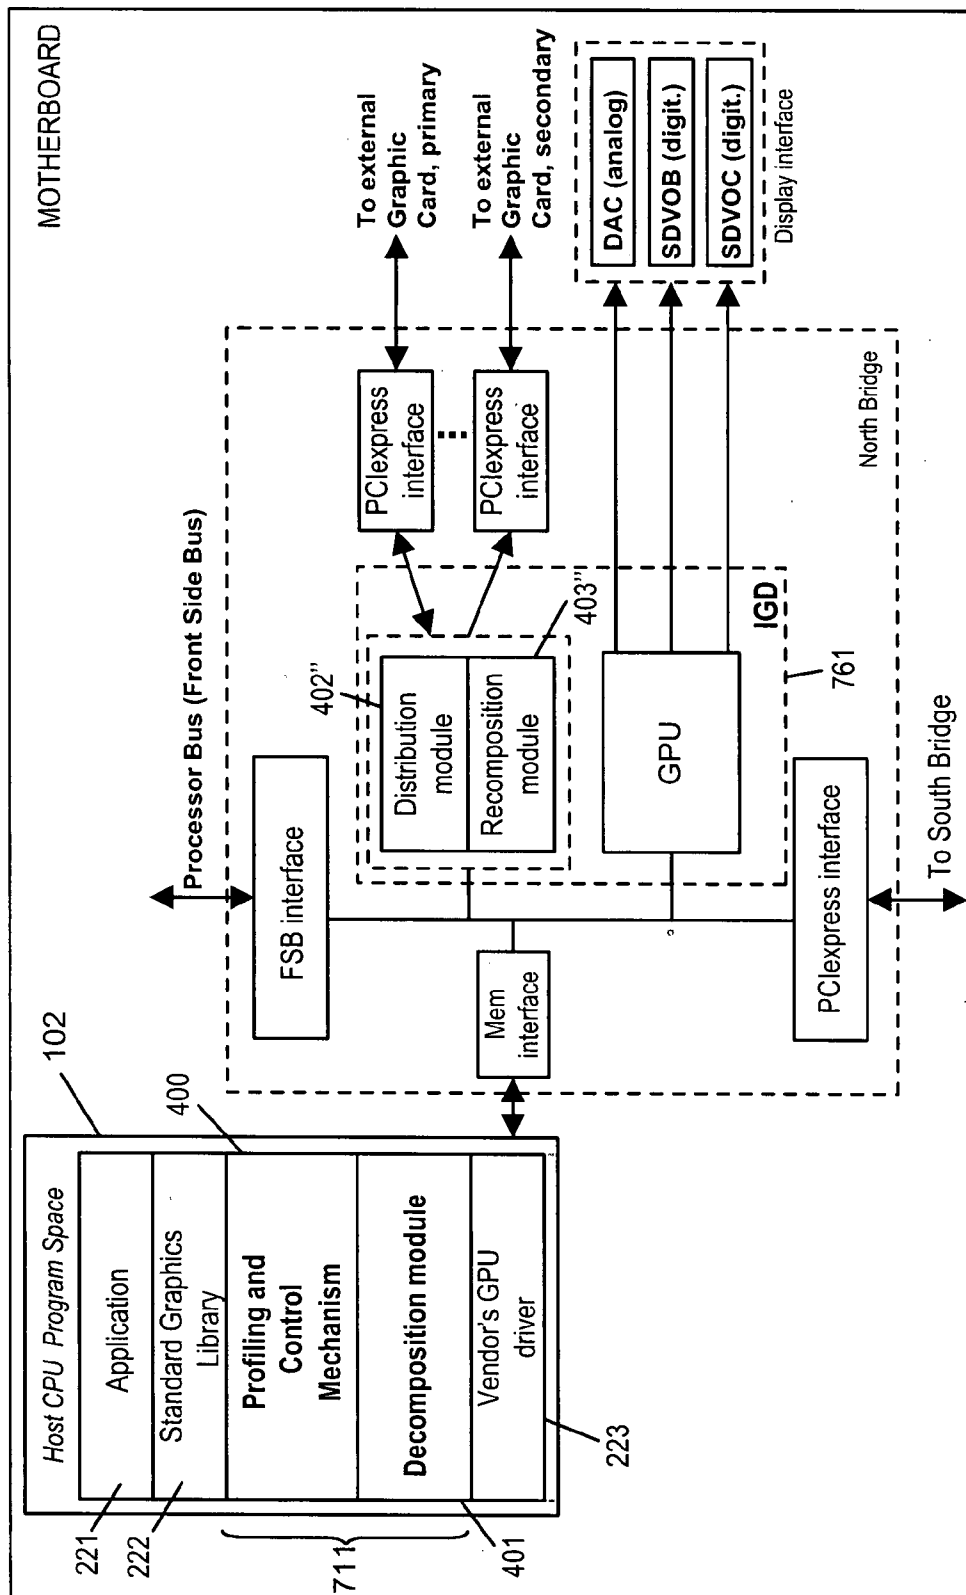 MOTHERBOARD
102
Host CPU Program Space
Application
Standard Graphics
Library
Profiling and
Control
Mechanism
Decomposition module
Vendor's GPU
driver
221
222
711
401
223
400
Processor Bus (Front Side Bus)
FSB interface
Mem
interface
402"
Distribution
module
Recomposition
module
403"
GPU
IGD
761
PCIexpress
interface
PCIexpress
interface
To external
Graphic
Card, primary
To external
Graphic
Card, secondary
DAC (analog)
SDVOB (digit.)
SDVOC (digit.)
Display interface
North Bridge
PCIexpress interface
To South Bridge